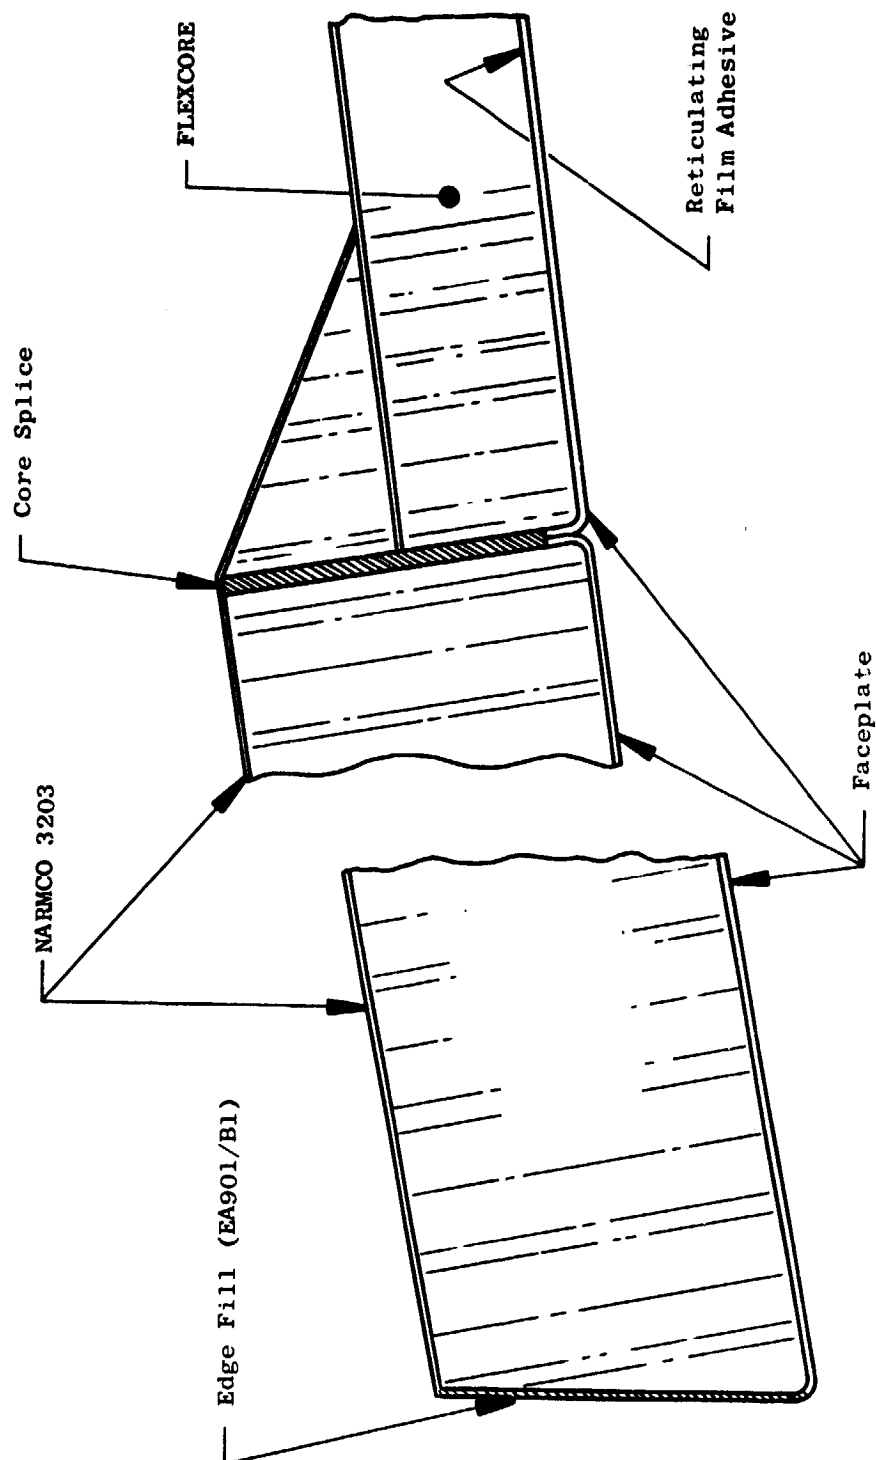 Edge Fill (EA901/B1)
NARMCO 3203
Core Splice
FLEXCORE
Reticulating
Film Adhesive
Faceplate